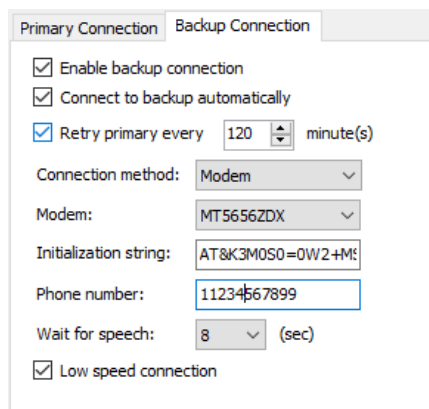 Primary Connection Backup Connection
Enable backup connection
Connect to backup automatically
Retry primary every 120 minute(s)
Connection method: Modem
Modem: MT5656ZDX
Initialization string: AT&K3M0S0=0W2+MS
Phone number: 11234567899
Wait for speech: 8 (sec)
Low speed connection